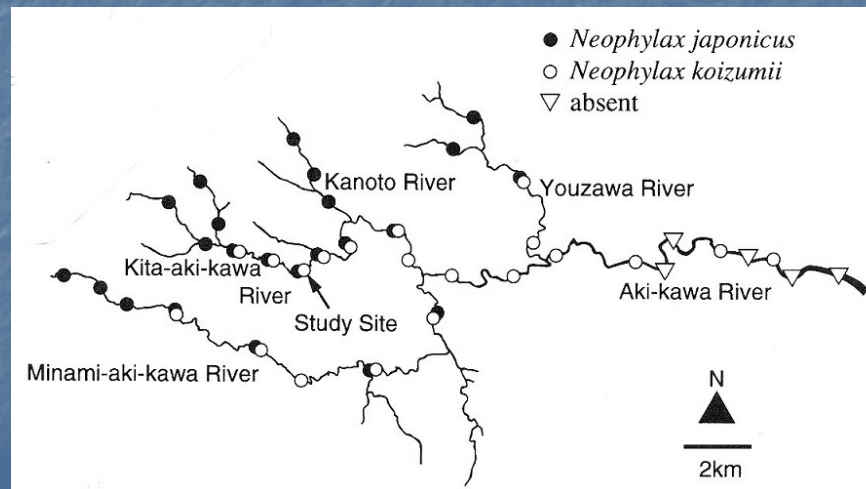 Neophylax japonicus
Neophylax koizumii
absent
Kanoto River
Youzawa River
Kita-aki-kawa
River
Study Site
Aki-kawa River
Minami-aki-kawa River
N
2km